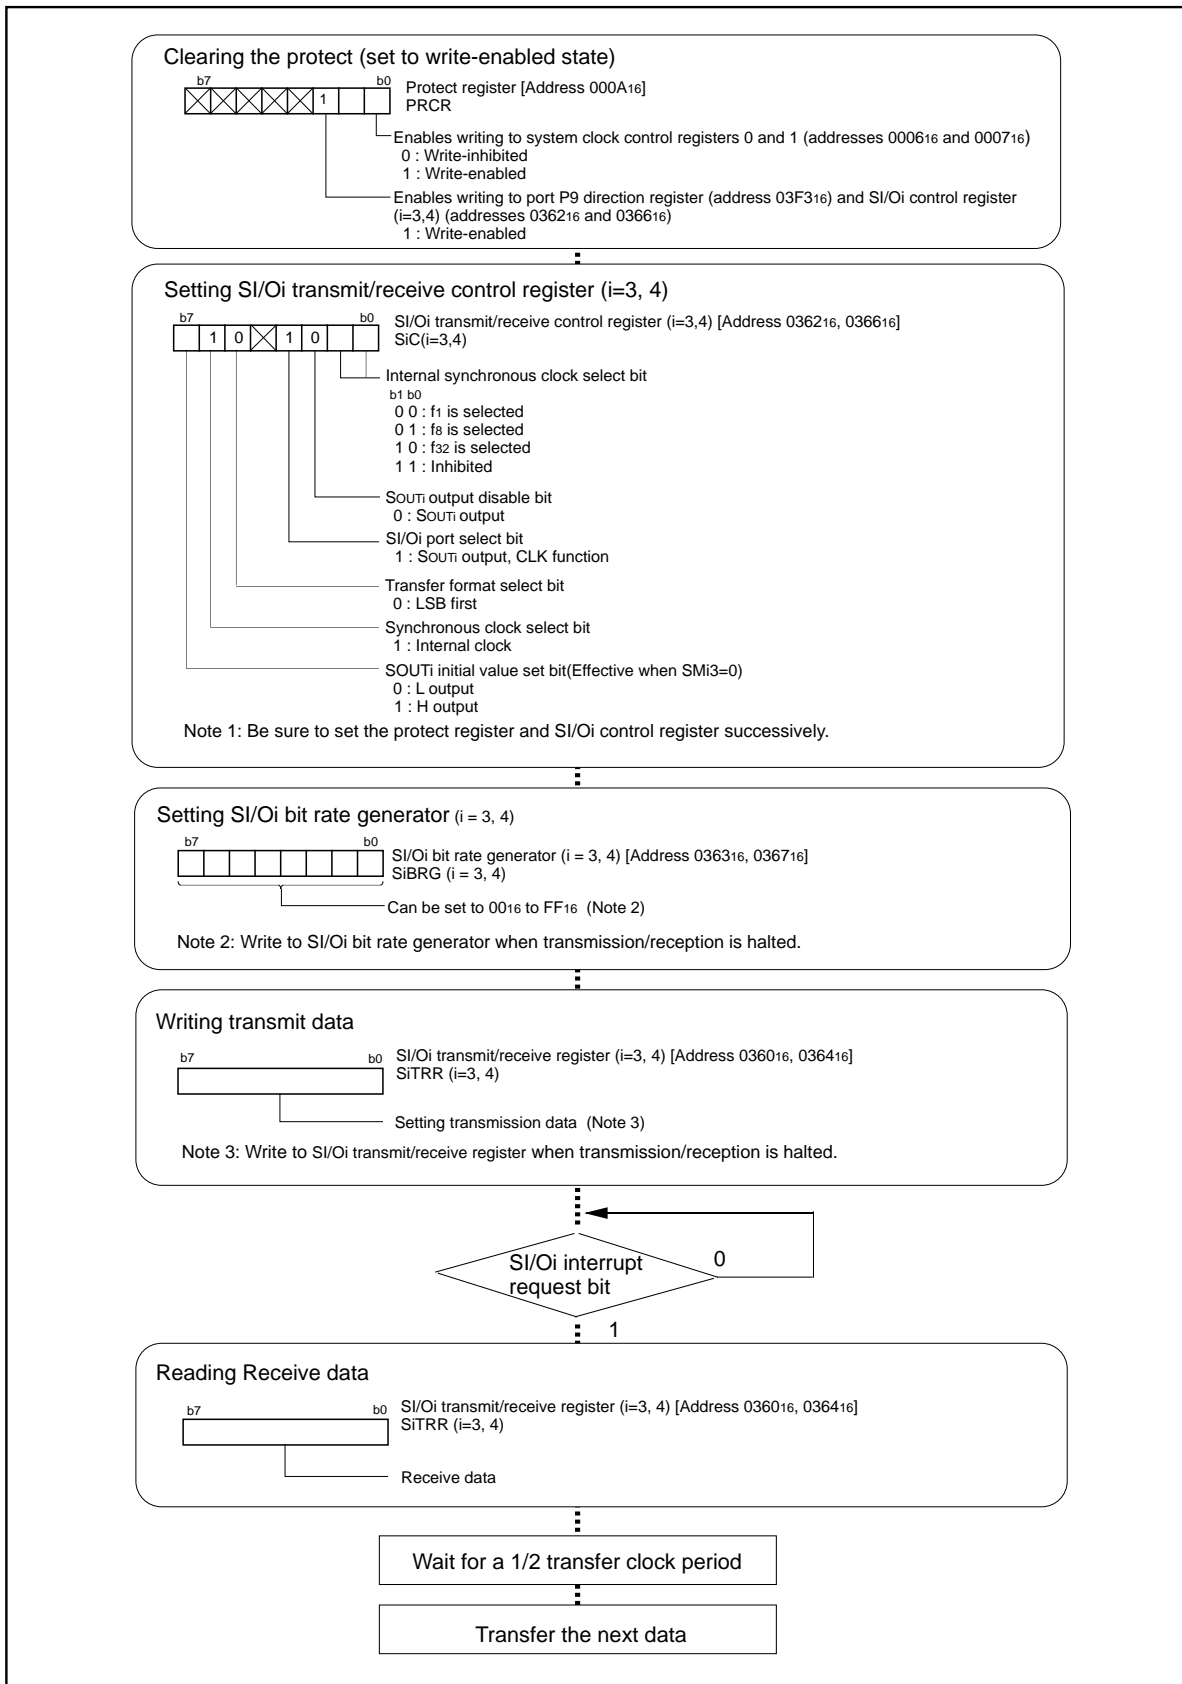 Clearing the protect (set to write-enabled state)
b7 b0
Protect register [Address 000A16]
PRCR
1
Enables writing to system clock control registers 0 and 1 (addresses 000616 and 000716)
0 : Write-inhibited
1 : Write-enabled
Enables writing to port P9 direction register (address 03F316) and SI/Oi control register
(i=3,4) (addresses 036216 and 036616)
1 : Write-enabled
Setting SI/Oi transmit/receive control register (i=3, 4)
b7 b0
SI/Oi transmit/receive control register (i=3,4) [Address 036216, 036616]
SiC(i=3,4)
1 0 1 0
Internal synchronous clock select bit
b1 b0
0 0 : f1 is selected
0 1 : f8 is selected
1 0 : f32 is selected
1 1 : Inhibited
SOUTi output disable bit
0 : SOUTi output
SI/Oi port select bit
1 : SOUTi output, CLK function
Transfer format select bit
0 : LSB first
Synchronous clock select bit
1 : Internal clock
SOUTi initial value set bit(Effective when SMi3=0)
0 : L output
1 : H output
Note 1: Be sure to set the protect register and SI/Oi control register successively.
Setting SI/Oi bit rate generator (i = 3, 4)
b7 b0
SI/Oi bit rate generator (i = 3, 4) [Address 036316, 036716]
SiBRG (i = 3, 4)
Can be set to 0016 to FF16 (Note 2)
Note 2: Write to SI/Oi bit rate generator when transmission/reception is halted.
Writing transmit data
b7 b0
SI/Oi transmit/receive register (i=3, 4) [Address 036016, 036416]
SiTRR (i=3, 4)
Setting transmission data (Note 3)
Note 3: Write to SI/Oi transmit/receive register when transmission/reception is halted.
SI/Oi interrupt
request bit
0
1
Reading Receive data
b7 b0
SI/Oi transmit/receive register (i=3, 4) [Address 036016, 036416]
SiTRR (i=3, 4)
Receive data
Wait for a 1/2 transfer clock period
Transfer the next data